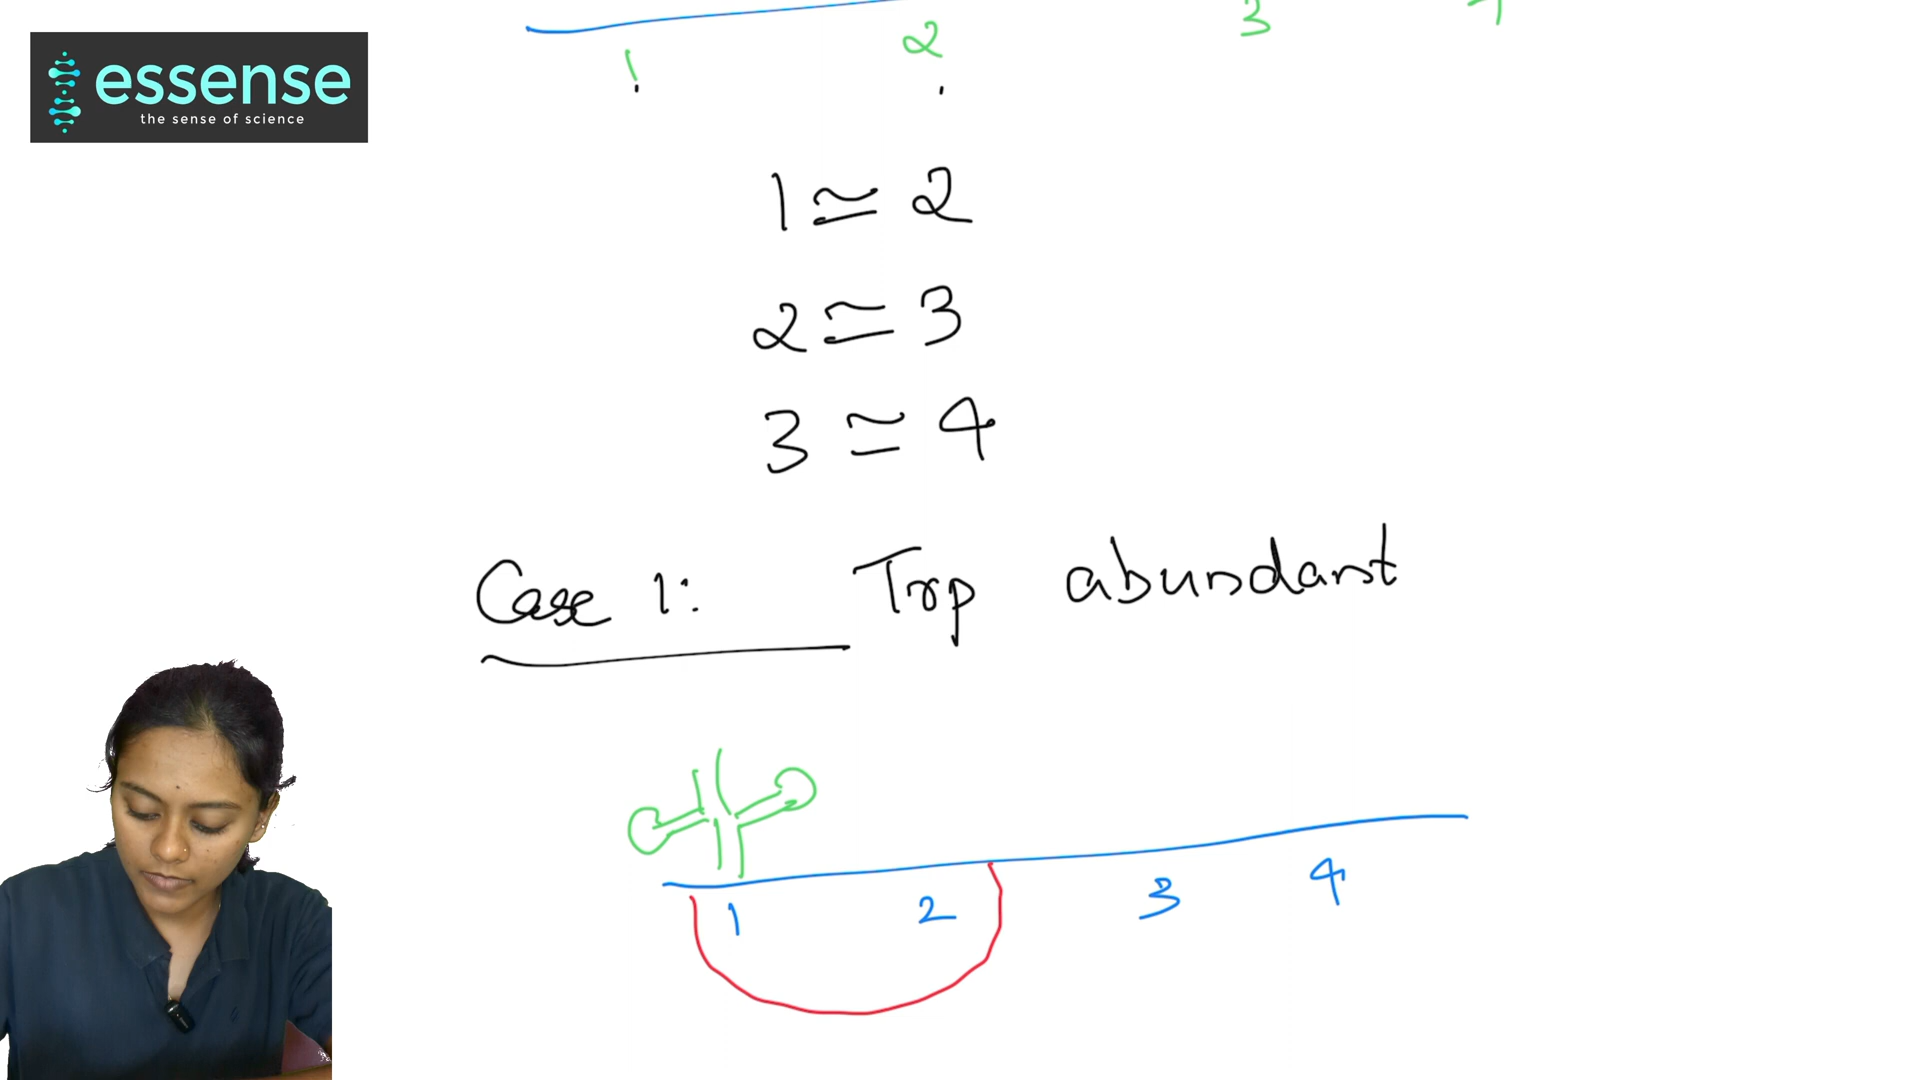 essense
the sense of science
1 2 3
1 ≃ 2
2 ≃ 3
3 ≃ 4
Case 1: Trp abundant
1 2 3 4